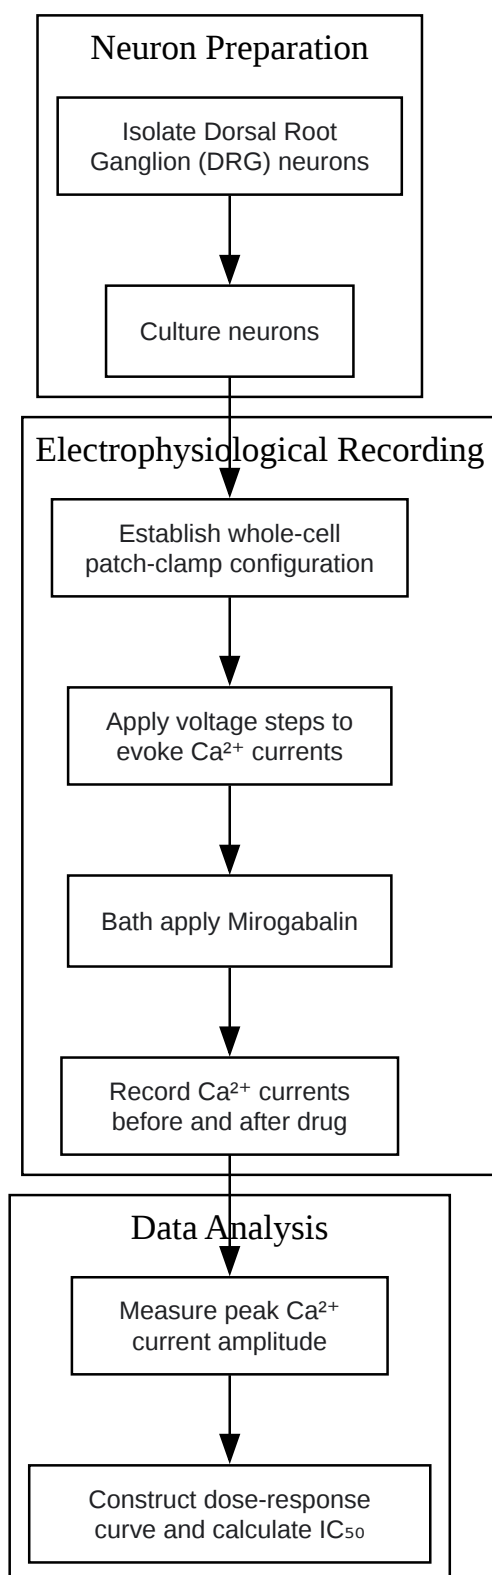 Neuron Preparation
Isolate Dorsal Root
Ganglion (DRG) neurons
Culture neurons
Electrophysiological Recording
Establish whole-cell
patch-clamp configuration
Apply voltage steps to
evoke Ca²⁺ currents
Bath apply Mirogabalin
Record Ca²⁺ currents
before and after drug
Data Analysis
Measure peak Ca²⁺
current amplitude
Construct dose-response
curve and calculate IC₅₀